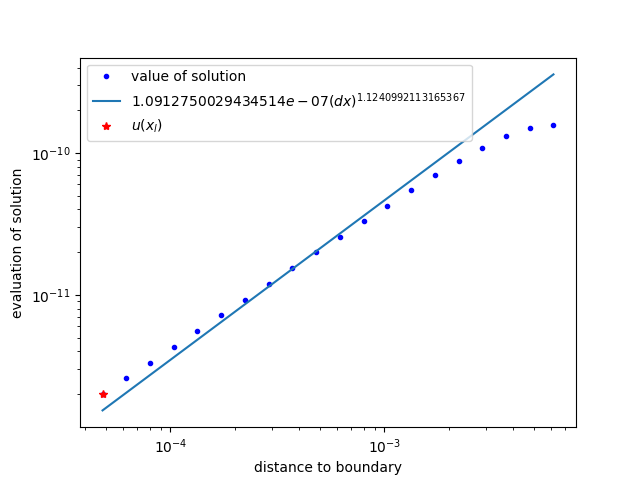 value of solution
1.0912750029434514e − 07(dx)^1.1240992113165367
u(x_l)
10^−10
10^−11
evaluation of solution
10^−4
10^−3
distance to boundary